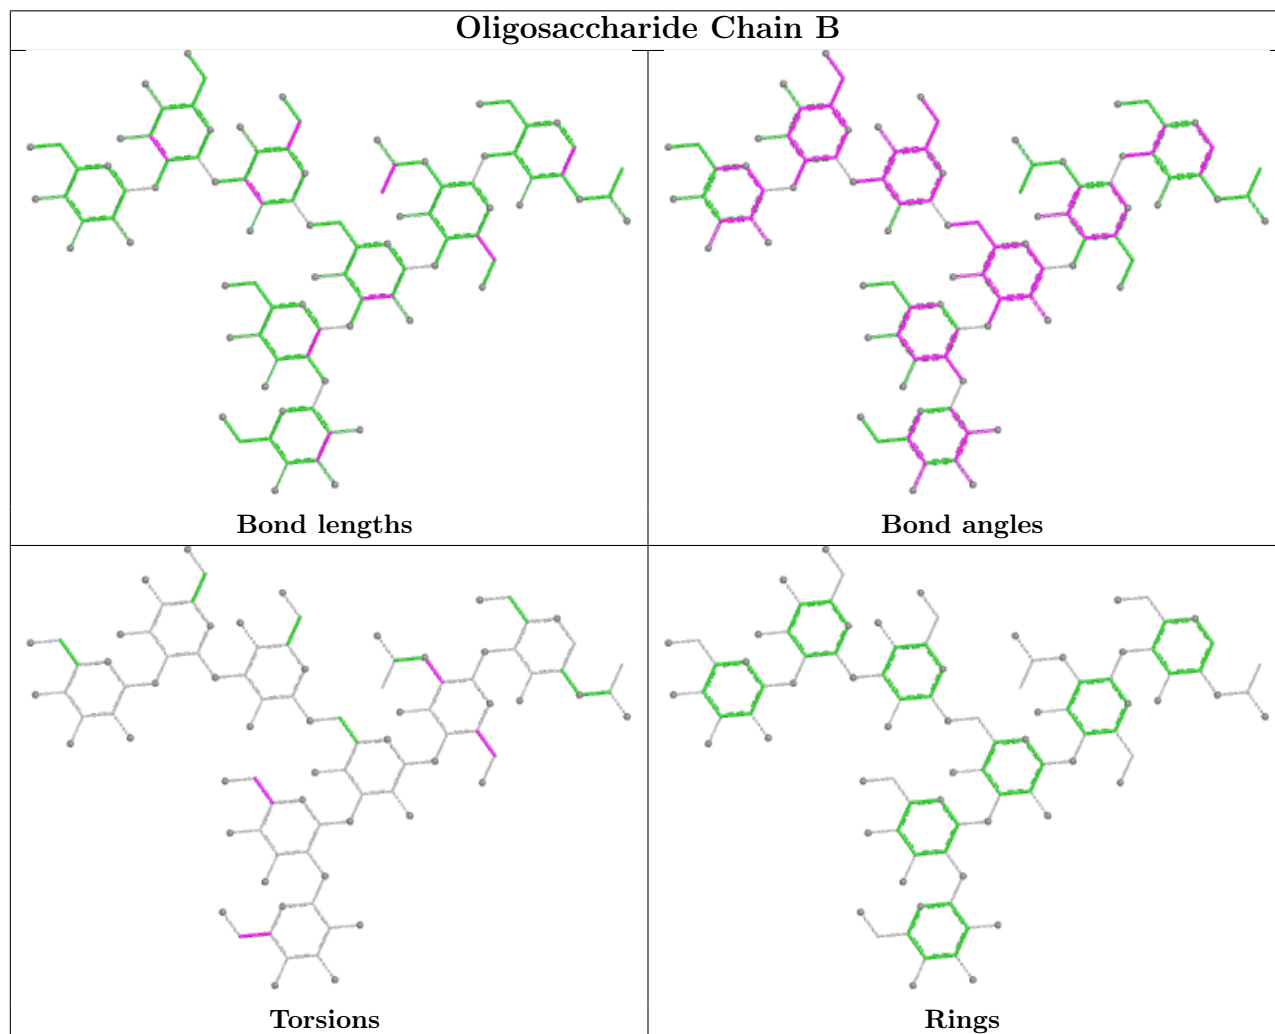 Oligosaccharide Chain B
Bond lengths
Bond angles
Torsions
Rings